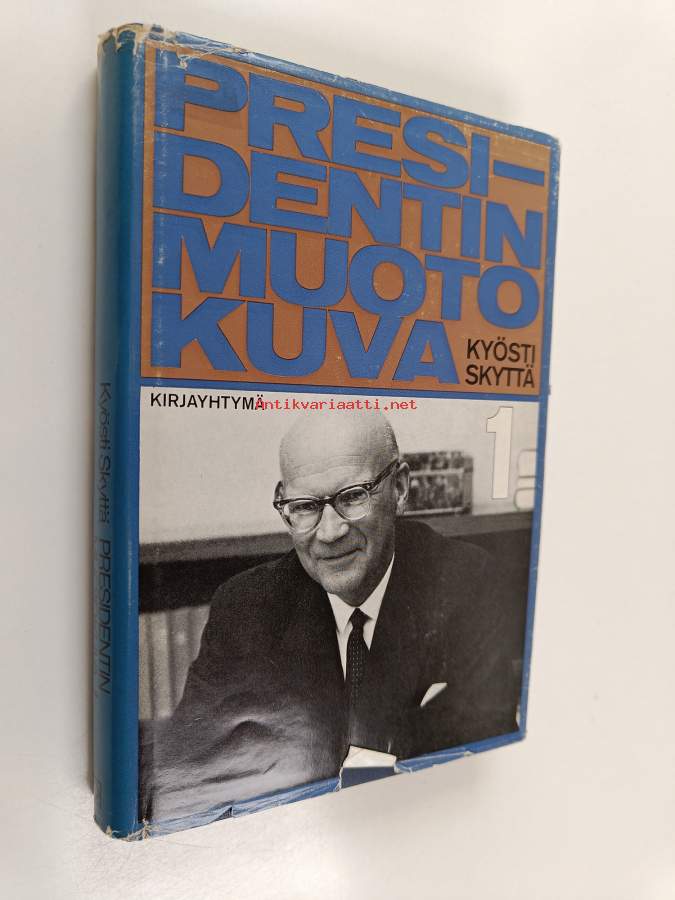 PRESI-
DENTIN
MUOTO
KUVA
KYÖSTI
SKYTTÄ
KIRJAYHTYMÄ
Antikvariaatti.net
1:
Kyösti Skyttä PRESIDENTIN